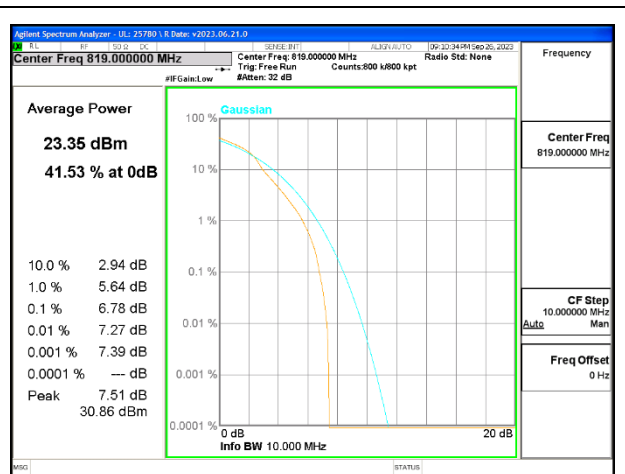 Agilent Spectrum Analyzer - UL: 25780 \ R Date: v2023.06.21.0
RL RF 50 Ω DC SENSE:INT ALIGN AUTO 09:10:34 PM Sep 26, 2023
Center Freq 819.000000 MHz
Center Freq: 819.000000 MHz Radio Std: None
Trig: Free Run Counts:800 k/800 kpt
#IFGain:Low #Atten: 32 dB
Frequency
Average Power
23.35 dBm
41.53 % at 0dB
10.0 % 2.94 dB
1.0 % 5.64 dB
0.1 % 6.78 dB
0.01 % 7.27 dB
0.001 % 7.39 dB
0.0001 % --- dB
Peak 7.51 dB
30.86 dBm
Gaussian
100 %
10 %
1 %
0.1 %
0.01 %
0.001 %
0.0001 %
0 dB 20 dB
Info BW 10.000 MHz
Center Freq
819.000000 MHz
CF Step
10.000000 MHz
Auto Man
Freq Offset
0 Hz
MSG STATUS